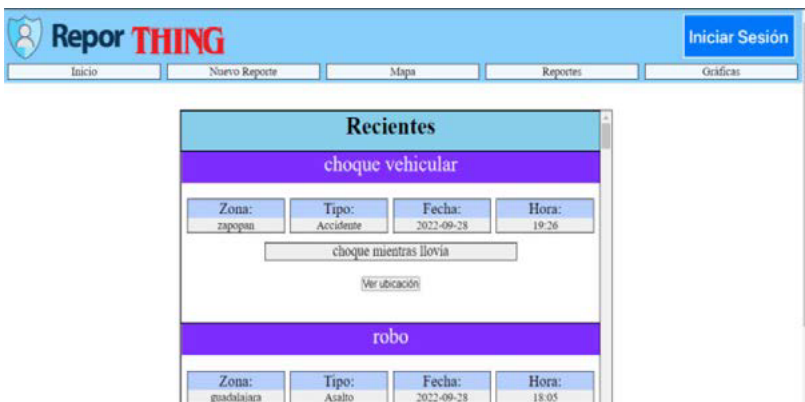 Repor THING
Iniciar Sesión
Inicio Nuevo Reporte Mapa Reportes Gráficas
Recientes
choque vehicular
Zona: Tipo: Fecha: Hora:
zapopan Accidente 2022-09-28 19:26
choque mientras llovía
Ver ubicación
robo
Zona: Tipo: Fecha: Hora:
guadalajara Asalto 2022-09-28 18:05